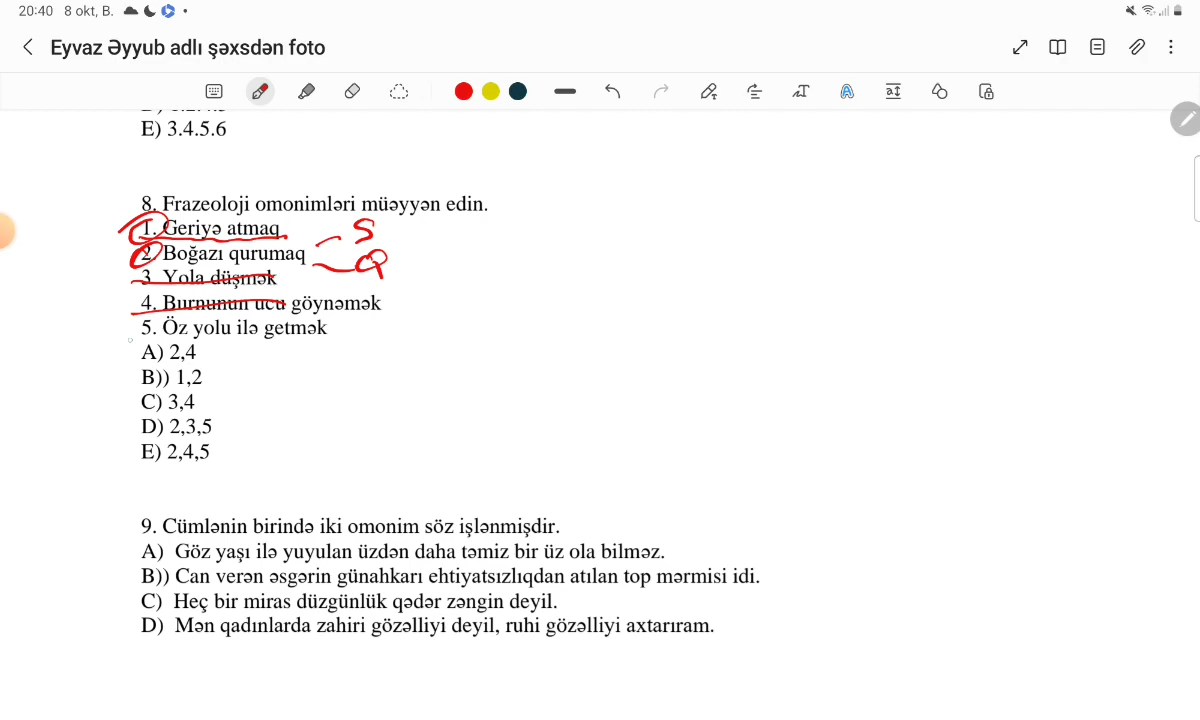 20:40 8 okt, B.
Eyvaz Əyyub adlı şəxsdən foto
E) 3.4.5.6
8. Frazeoloji omonimləri müəyyən edin.
1. Geriyə atmaq
S
2. Boğazı qurumaq
Q
3. Yola düşmək
4. Burnunun ucu göynəmək
5. Öz yolu ilə getmək
A) 2,4
B)) 1,2
C) 3,4
D) 2,3,5
E) 2,4,5
9. Cümlənin birində iki omonim söz işlənmişdir.
A) Göz yaşı ilə yuyulan üzdən daha təmiz bir üz ola bilməz.
B)) Can verən əsgərin günahkarı ehtiyatsızlıqdan atılan top mərmisi idi.
C) Heç bir miras düzgünlük qədər zəngin deyil.
D) Mən qadınlarda zahiri gözəlliyi deyil, ruhi gözəlliyi axtarıram.